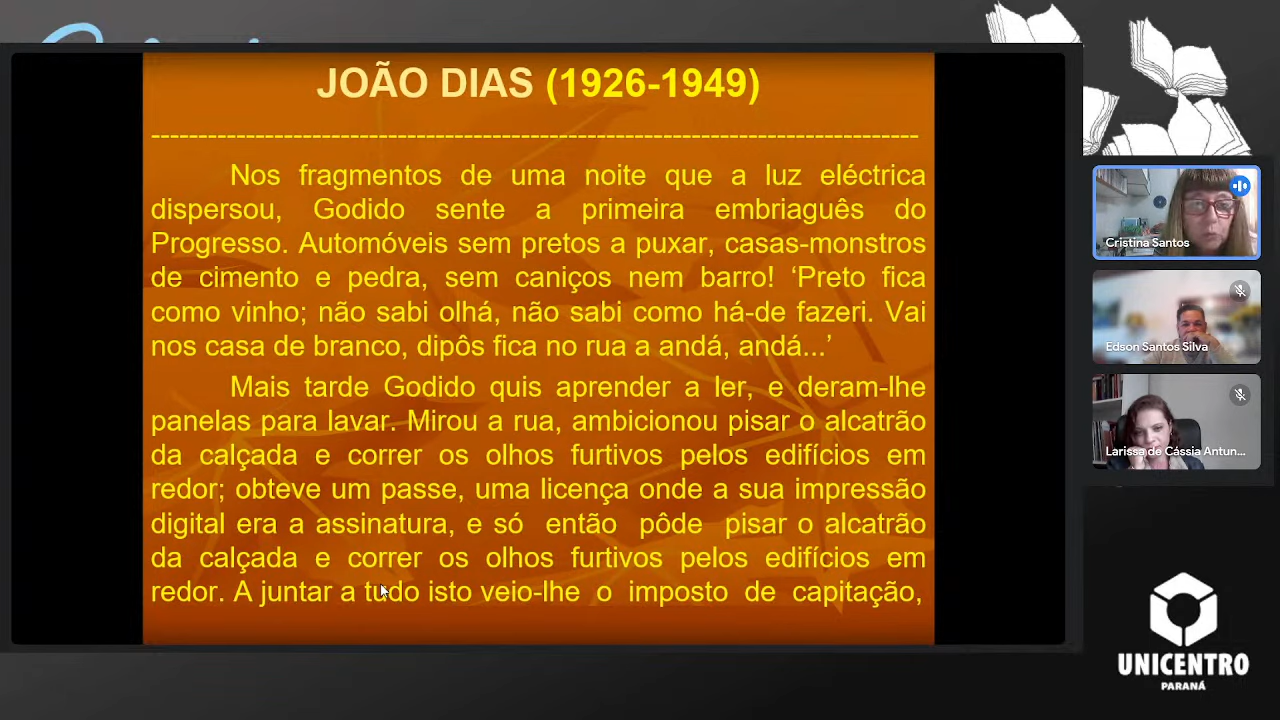 JOÃO DIAS (1926-1949)
--------------------------------------------------------------------------------
Nos fragmentos de uma noite que a luz eléctrica
dispersou, Godido sente a primeira embriaguês do
Progresso. Automóveis sem pretos a puxar, casas-monstros
de cimento e pedra, sem caniços nem barro! ‘Preto fica
como vinho; não sabi olhá, não sabi como há-de fazeri. Vai
nos casa de branco, dipôs fica no rua a andá, andá...’
Mais tarde Godido quis aprender a ler, e deram-lhe
panelas para lavar. Mirou a rua, ambicionou pisar o alcatrão
da calçada e correr os olhos furtivos pelos edifícios em
redor; obteve um passe, uma licença onde a sua impressão
digital era a assinatura, e só então pôde pisar o alcatrão
da calçada e correr os olhos furtivos pelos edifícios em
redor. A juntar a tudo isto veio-lhe o imposto de capitação,
Cristina Santos
Edson Santos Silva
Larissa de Cássia Antun...
UNICENTRO
PARANÁ